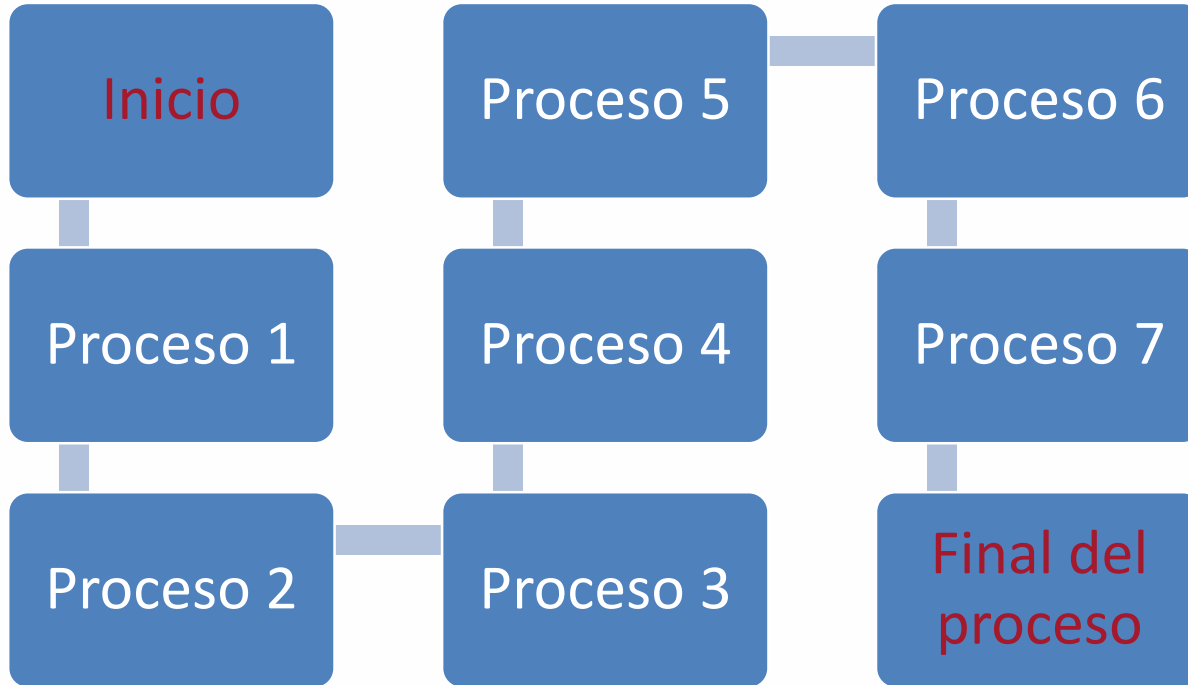 Inicio
Proceso 1
Proceso 2
Proceso 3
Proceso 4
Proceso 5
Proceso 6
Proceso 7
Final del
proceso